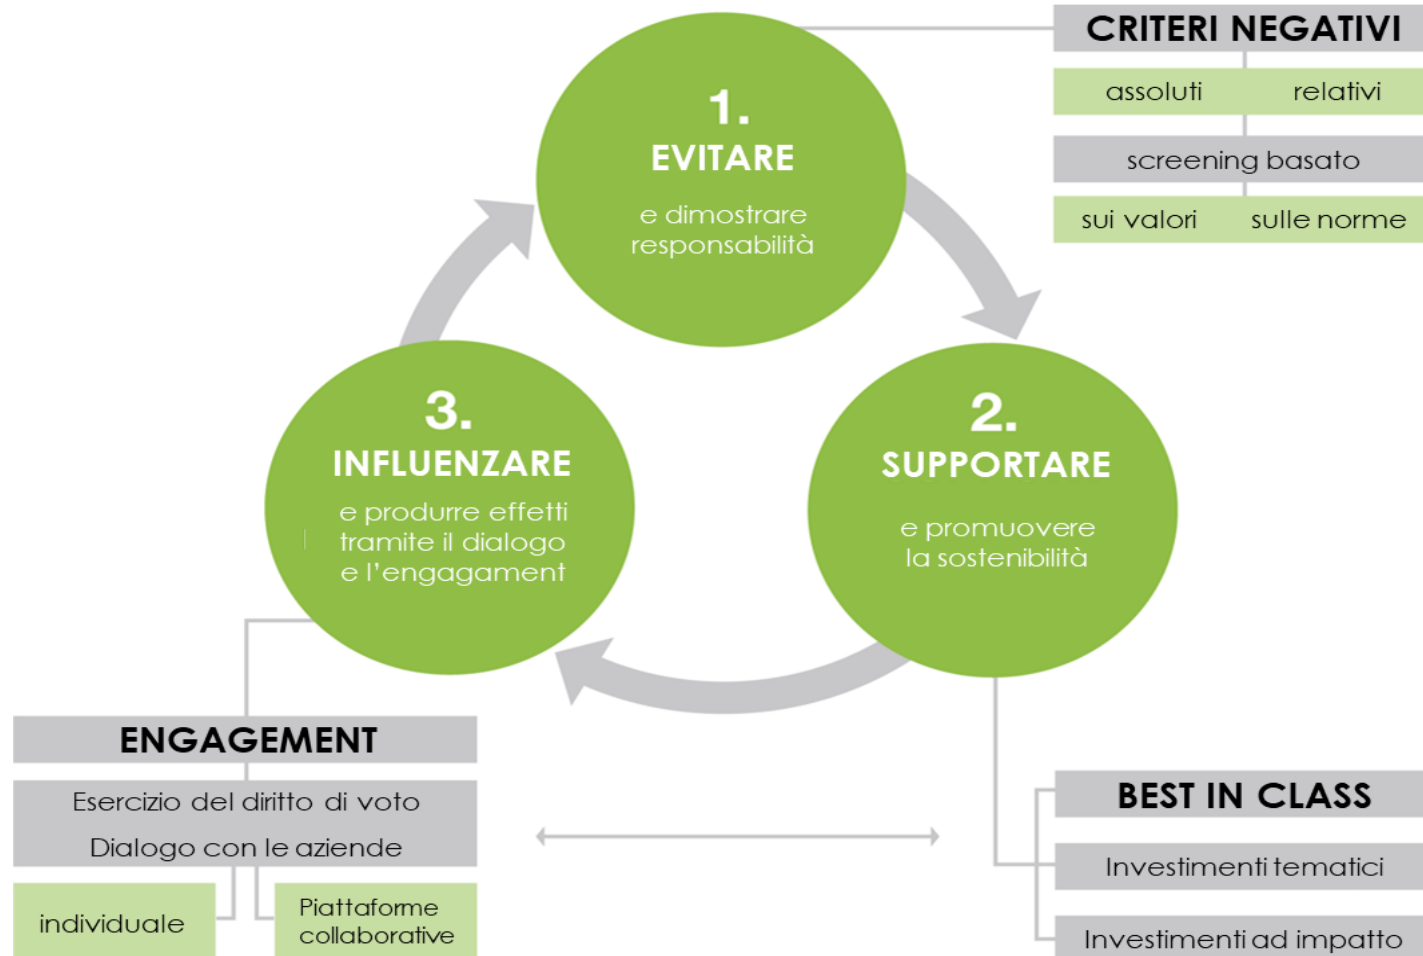 1.
EVITARE
e dimostrare
responsabilità
CRITERI NEGATIVI
assoluti relativi
screening basato
sui valori sulle norme
2.
SUPPORTARE
e promuovere
la sostenibilità
3.
INFLUENZARE
e produrre effetti
tramite il dialogo
e l'engagament
ENGAGEMENT
Esercizio del diritto di voto
Dialogo con le aziende
individuale
Piattaforme
collaborative
BEST IN CLASS
Investimenti tematici
Investimenti ad impatto